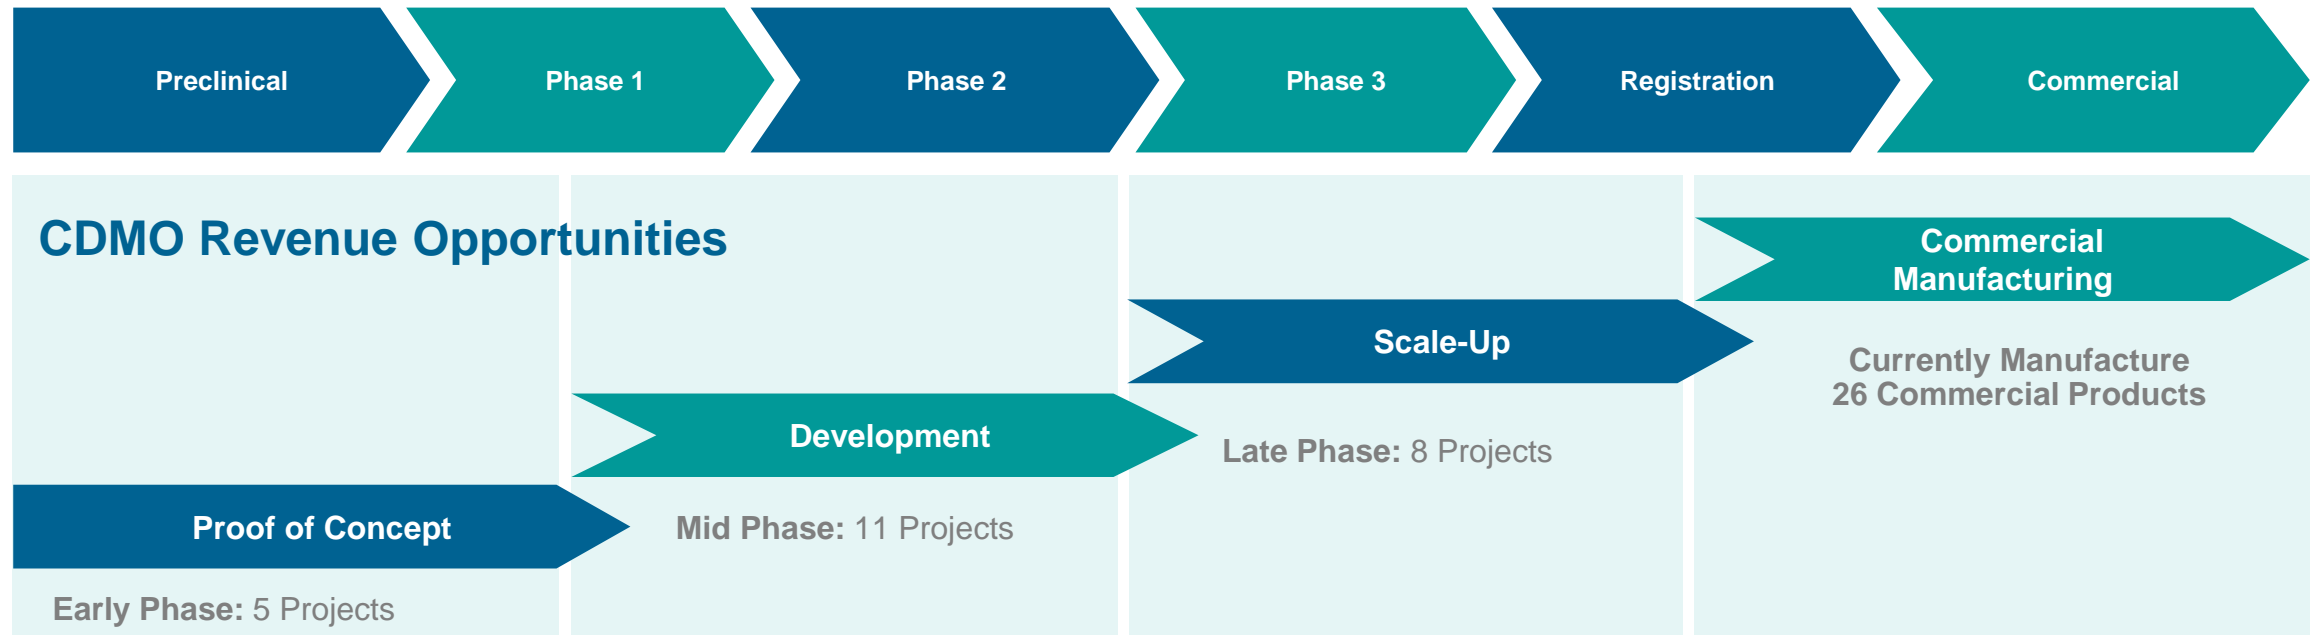 Preclinical
Phase 1
Phase 2
Phase 3
Registration
Commercial
CDMO Revenue Opportunities
Commercial
Manufacturing
Currently Manufacture
26 Commercial Products
Scale-Up
Late Phase: 8 Projects
Development
Mid Phase: 11 Projects
Proof of Concept
Early Phase: 5 Projects